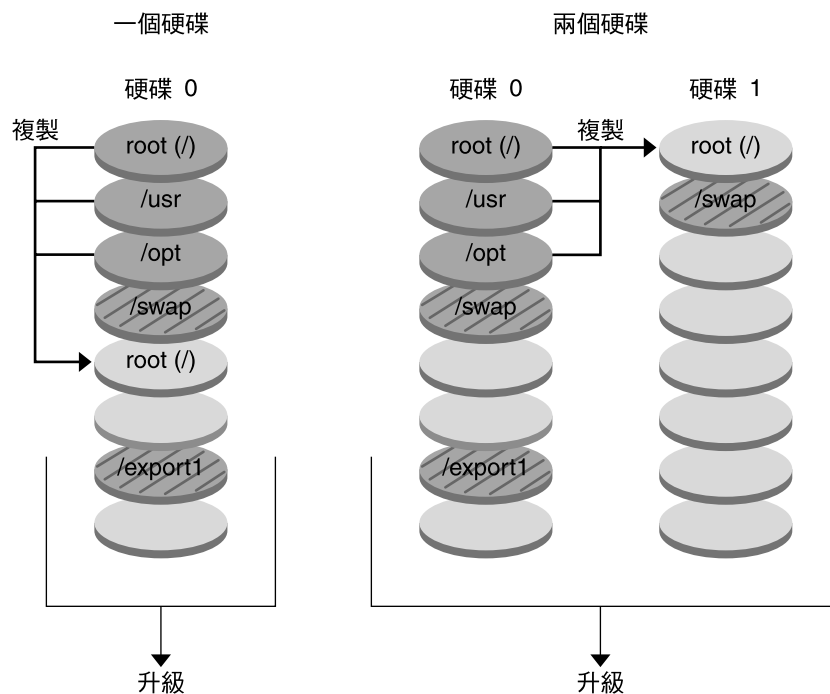 一個硬碟
硬碟 0
複製
root (/)
/usr
/opt
/swap
root (/)
/export1
升級
兩個硬碟
硬碟 0
複製
硬碟 1
root (/)
/usr
/opt
/swap
/export1
root (/)
/swap
升級